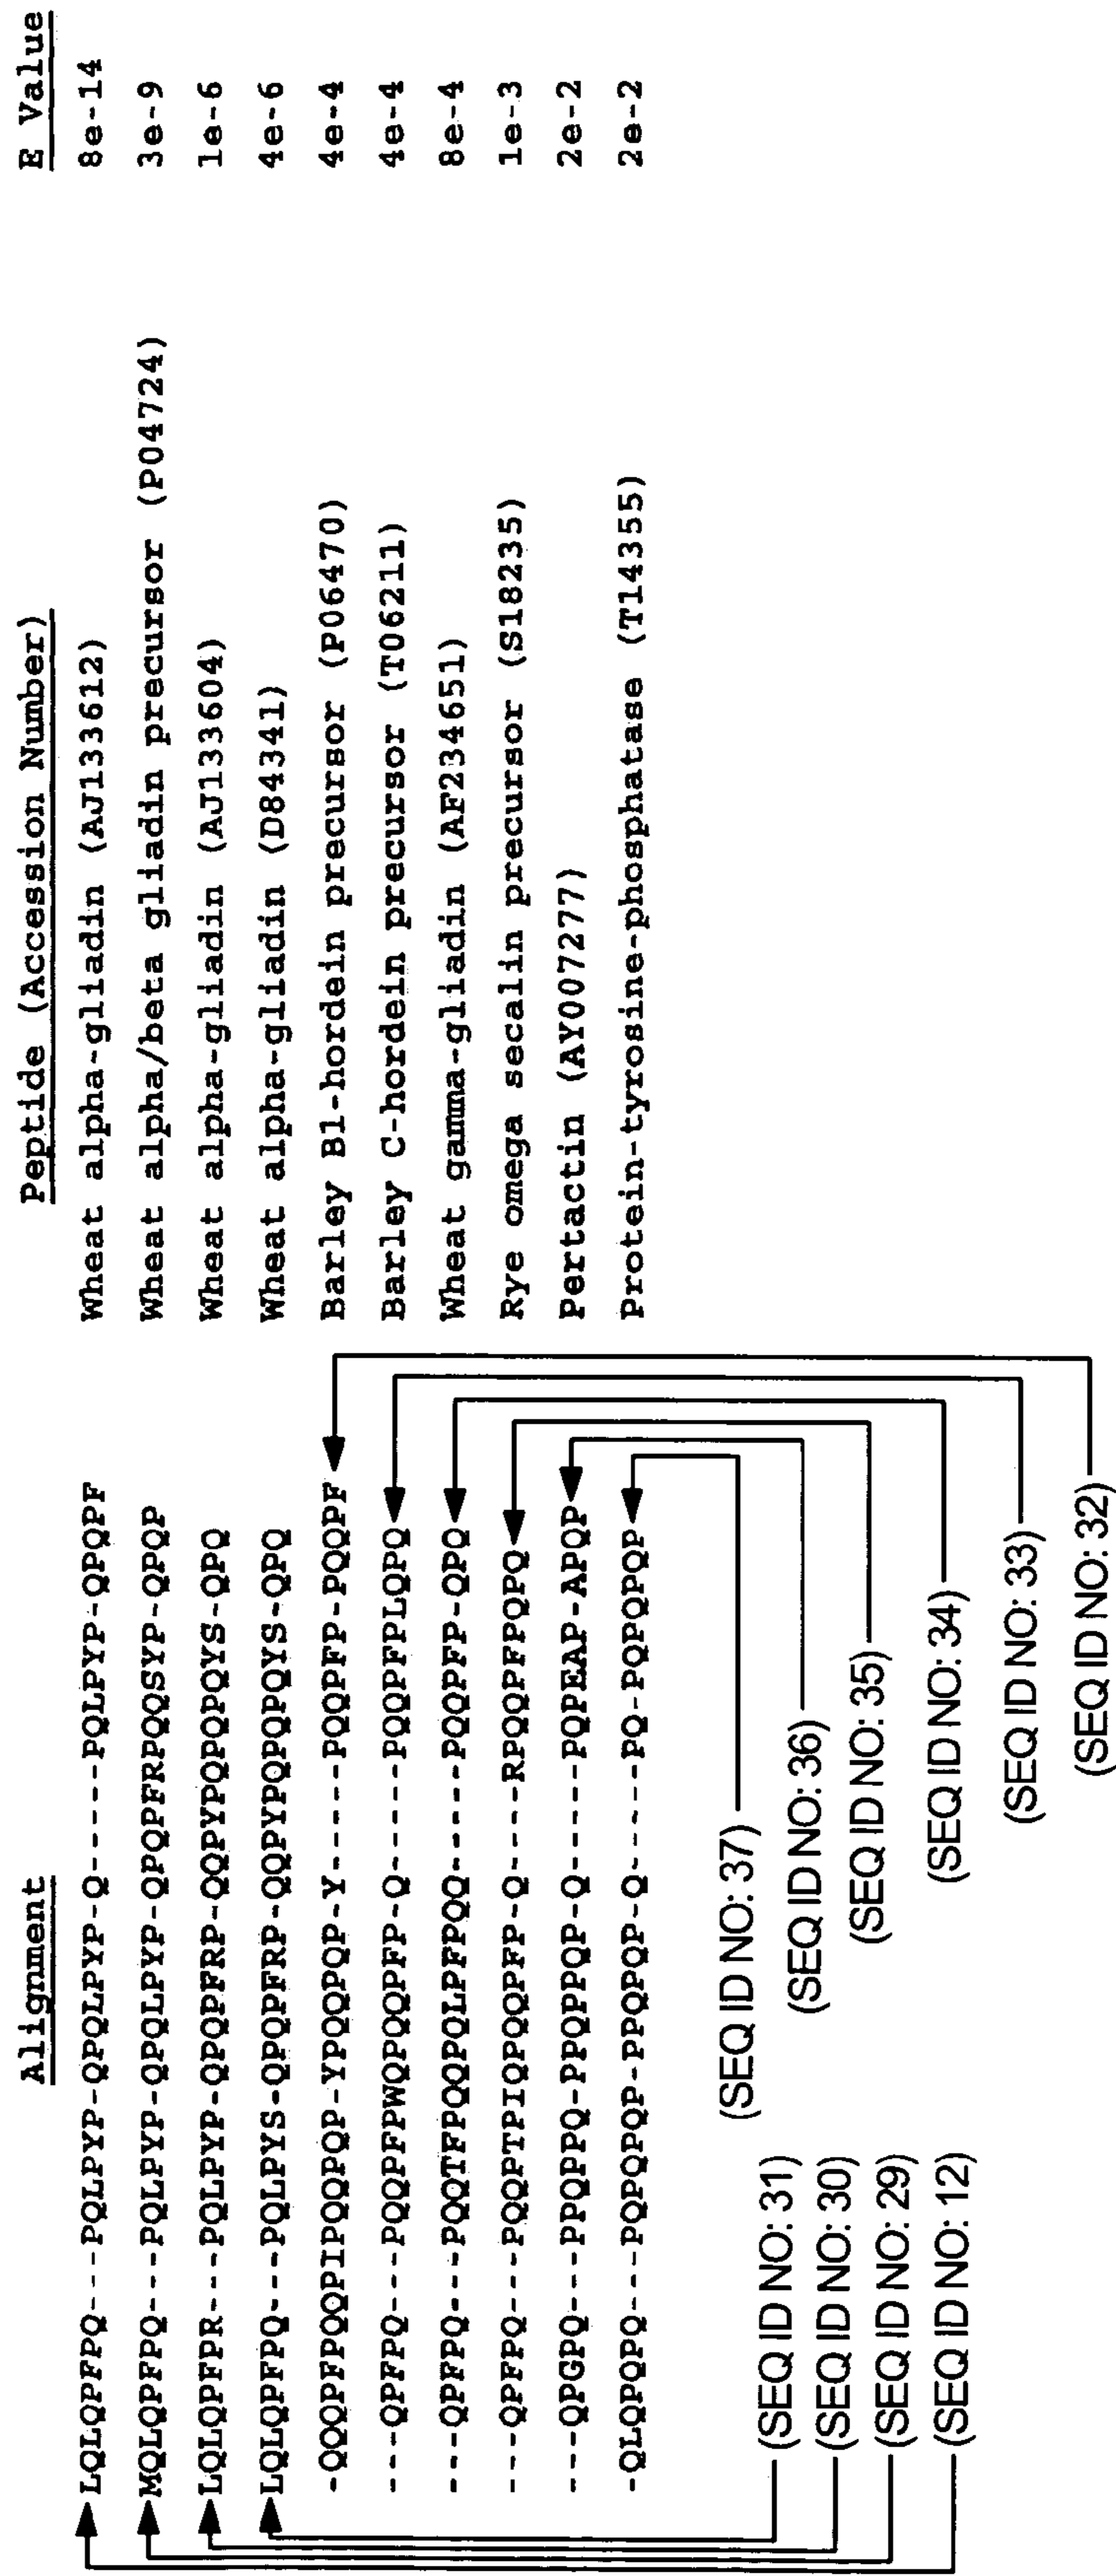 Alignment Peptide (Accession Number) E Value
LQLQPFPQ---PQLPYP-QPQLPYP-Q-----PQLPYP-QPQPF Wheat alpha-gliadin (AJ133612) 8e-14
MQLQPFPQ---PQLPYP-QPQLPYP-QPQPFRPQQSYP-QPQP Wheat alpha/beta gliadin precursor (P04724) 3e-9
LQLQPFPR---PQLPYP-QPQPFRP-QQPYPQPQPQYS-QPQ Wheat alpha-gliadin (AJ133604) 1e-6
LQLQPFPQ---PQLPYS-QPQPFRP-QQPYPQPQPQYS-QPQ Wheat alpha-gliadin (D84341) 4e-6
-QQQPFPQQPIPQQPQP-YPQQPQP-Y-----PQQPFP-PQQPF Barley B1-hordein precursor (P06470) 4e-4
---QPFPQ---PQQPFPWQPQQPFP-Q-----PQQPFPLQPQ Barley C-hordein precursor (T06211) 4e-4
---QPFPQ---PQQTFPQQPQLPFPQQ-----PQQPFP-QPQ Wheat gamma-gliadin (AF234651) 8e-4
---QPFPQ---PQQPTPIQPQQPFP-Q----RPQQPFPQPQ Rye omega secalin precursor (S18235) 1e-3
---QPGPQ---PPQPPQ-PPQPPQP-Q-----PQPEAP-APQP Pertactin (AY007277) 2e-2
-QLQPQPQ---PQPQPQP-PPQPQP-Q-----PQ-PQPQPQP Protein-tyrosine-phosphatase (T14355) 2e-2
(SEQ ID NO: 37)
(SEQ ID NO: 31)
(SEQ ID NO: 36)
(SEQ ID NO: 30)
(SEQ ID NO: 35)
(SEQ ID NO: 29)
(SEQ ID NO: 34)
(SEQ ID NO: 12)
(SEQ ID NO: 33)
(SEQ ID NO: 32)